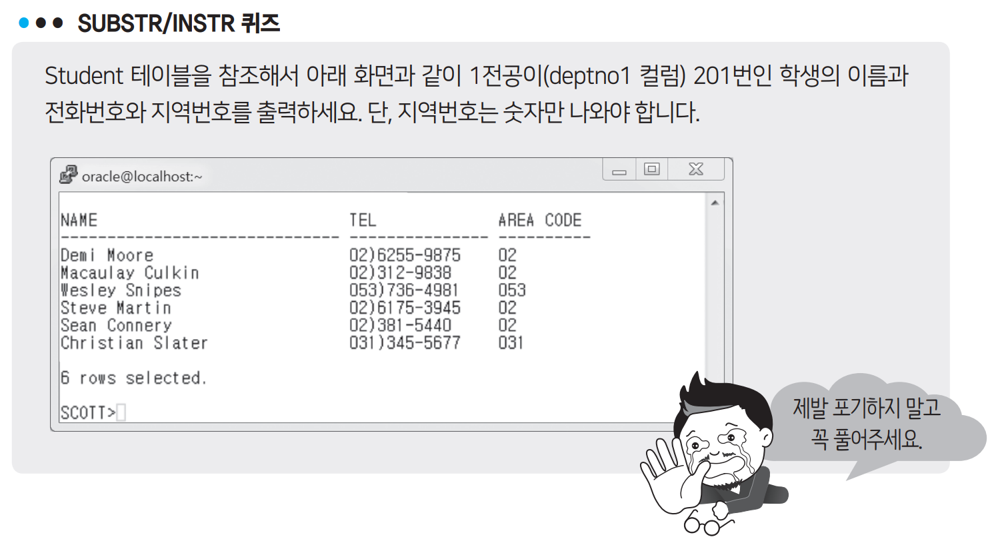 SUBSTR/INSTR 퀴즈
Student 테이블을 참조해서 아래 화면과 같이 1전공이(deptno1 컬럼) 201번인 학생의 이름과
전화번호와 지역번호를 출력하세요. 단, 지역번호는 숫자만 나와야 합니다.
oracle@localhost:~
NAME TEL AREA CODE
------------------------------ --------------- ----------
Demi Moore 02)6255-9875 02
Macaulay Culkin 02)312-9838 02
Wesley Snipes 053)736-4981 053
Steve Martin 02)6175-3945 02
Sean Connery 02)381-5440 02
Christian Slater 031)345-5677 031
6 rows selected.
SCOTT>
제발 포기하지 말고
꼭 풀어주세요.